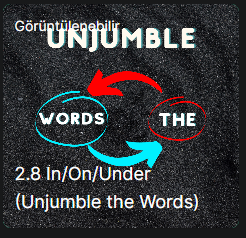 Görüntülenebilir
UNJUMBLE
WORDS
THE
2.8 In/On/Under
(Unjumble the Words)